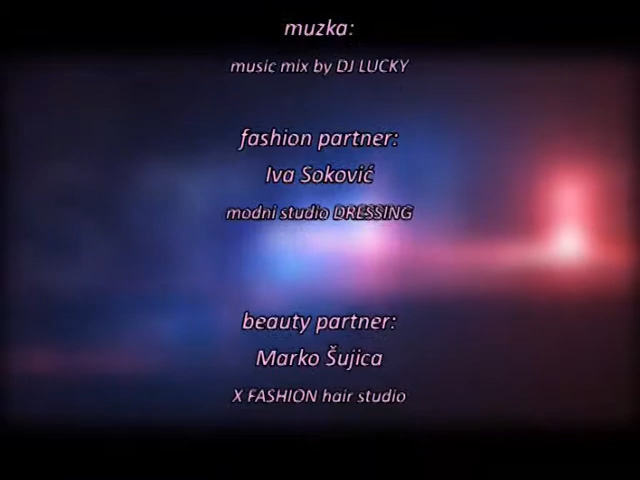 muzka:
music mix by DJ LUCKY
fashion partner:
Iva Soković
modni studio DRESSING
beauty partner:
Marko Šujica
X FASHION hair studio